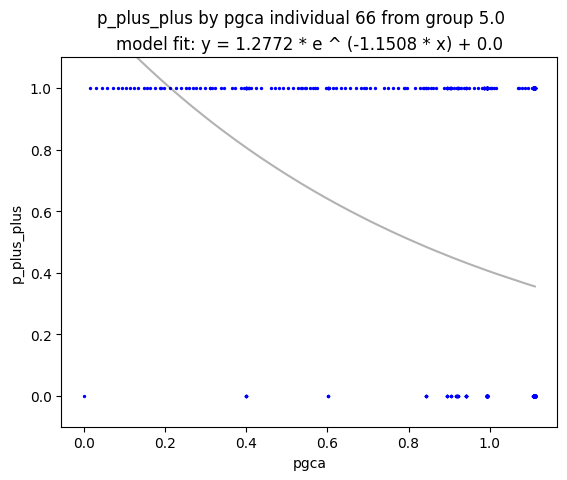 p_plus_plus by pgca individual 66 from group 5.0
model fit: y = 1.2772 * e ^ (-1.1508 * x) + 0.0
1.0
0.8
0.6
0.4
0.2
0.0
p_plus_plus
0.0 0.2 0.4 0.6 0.8 1.0
pgca